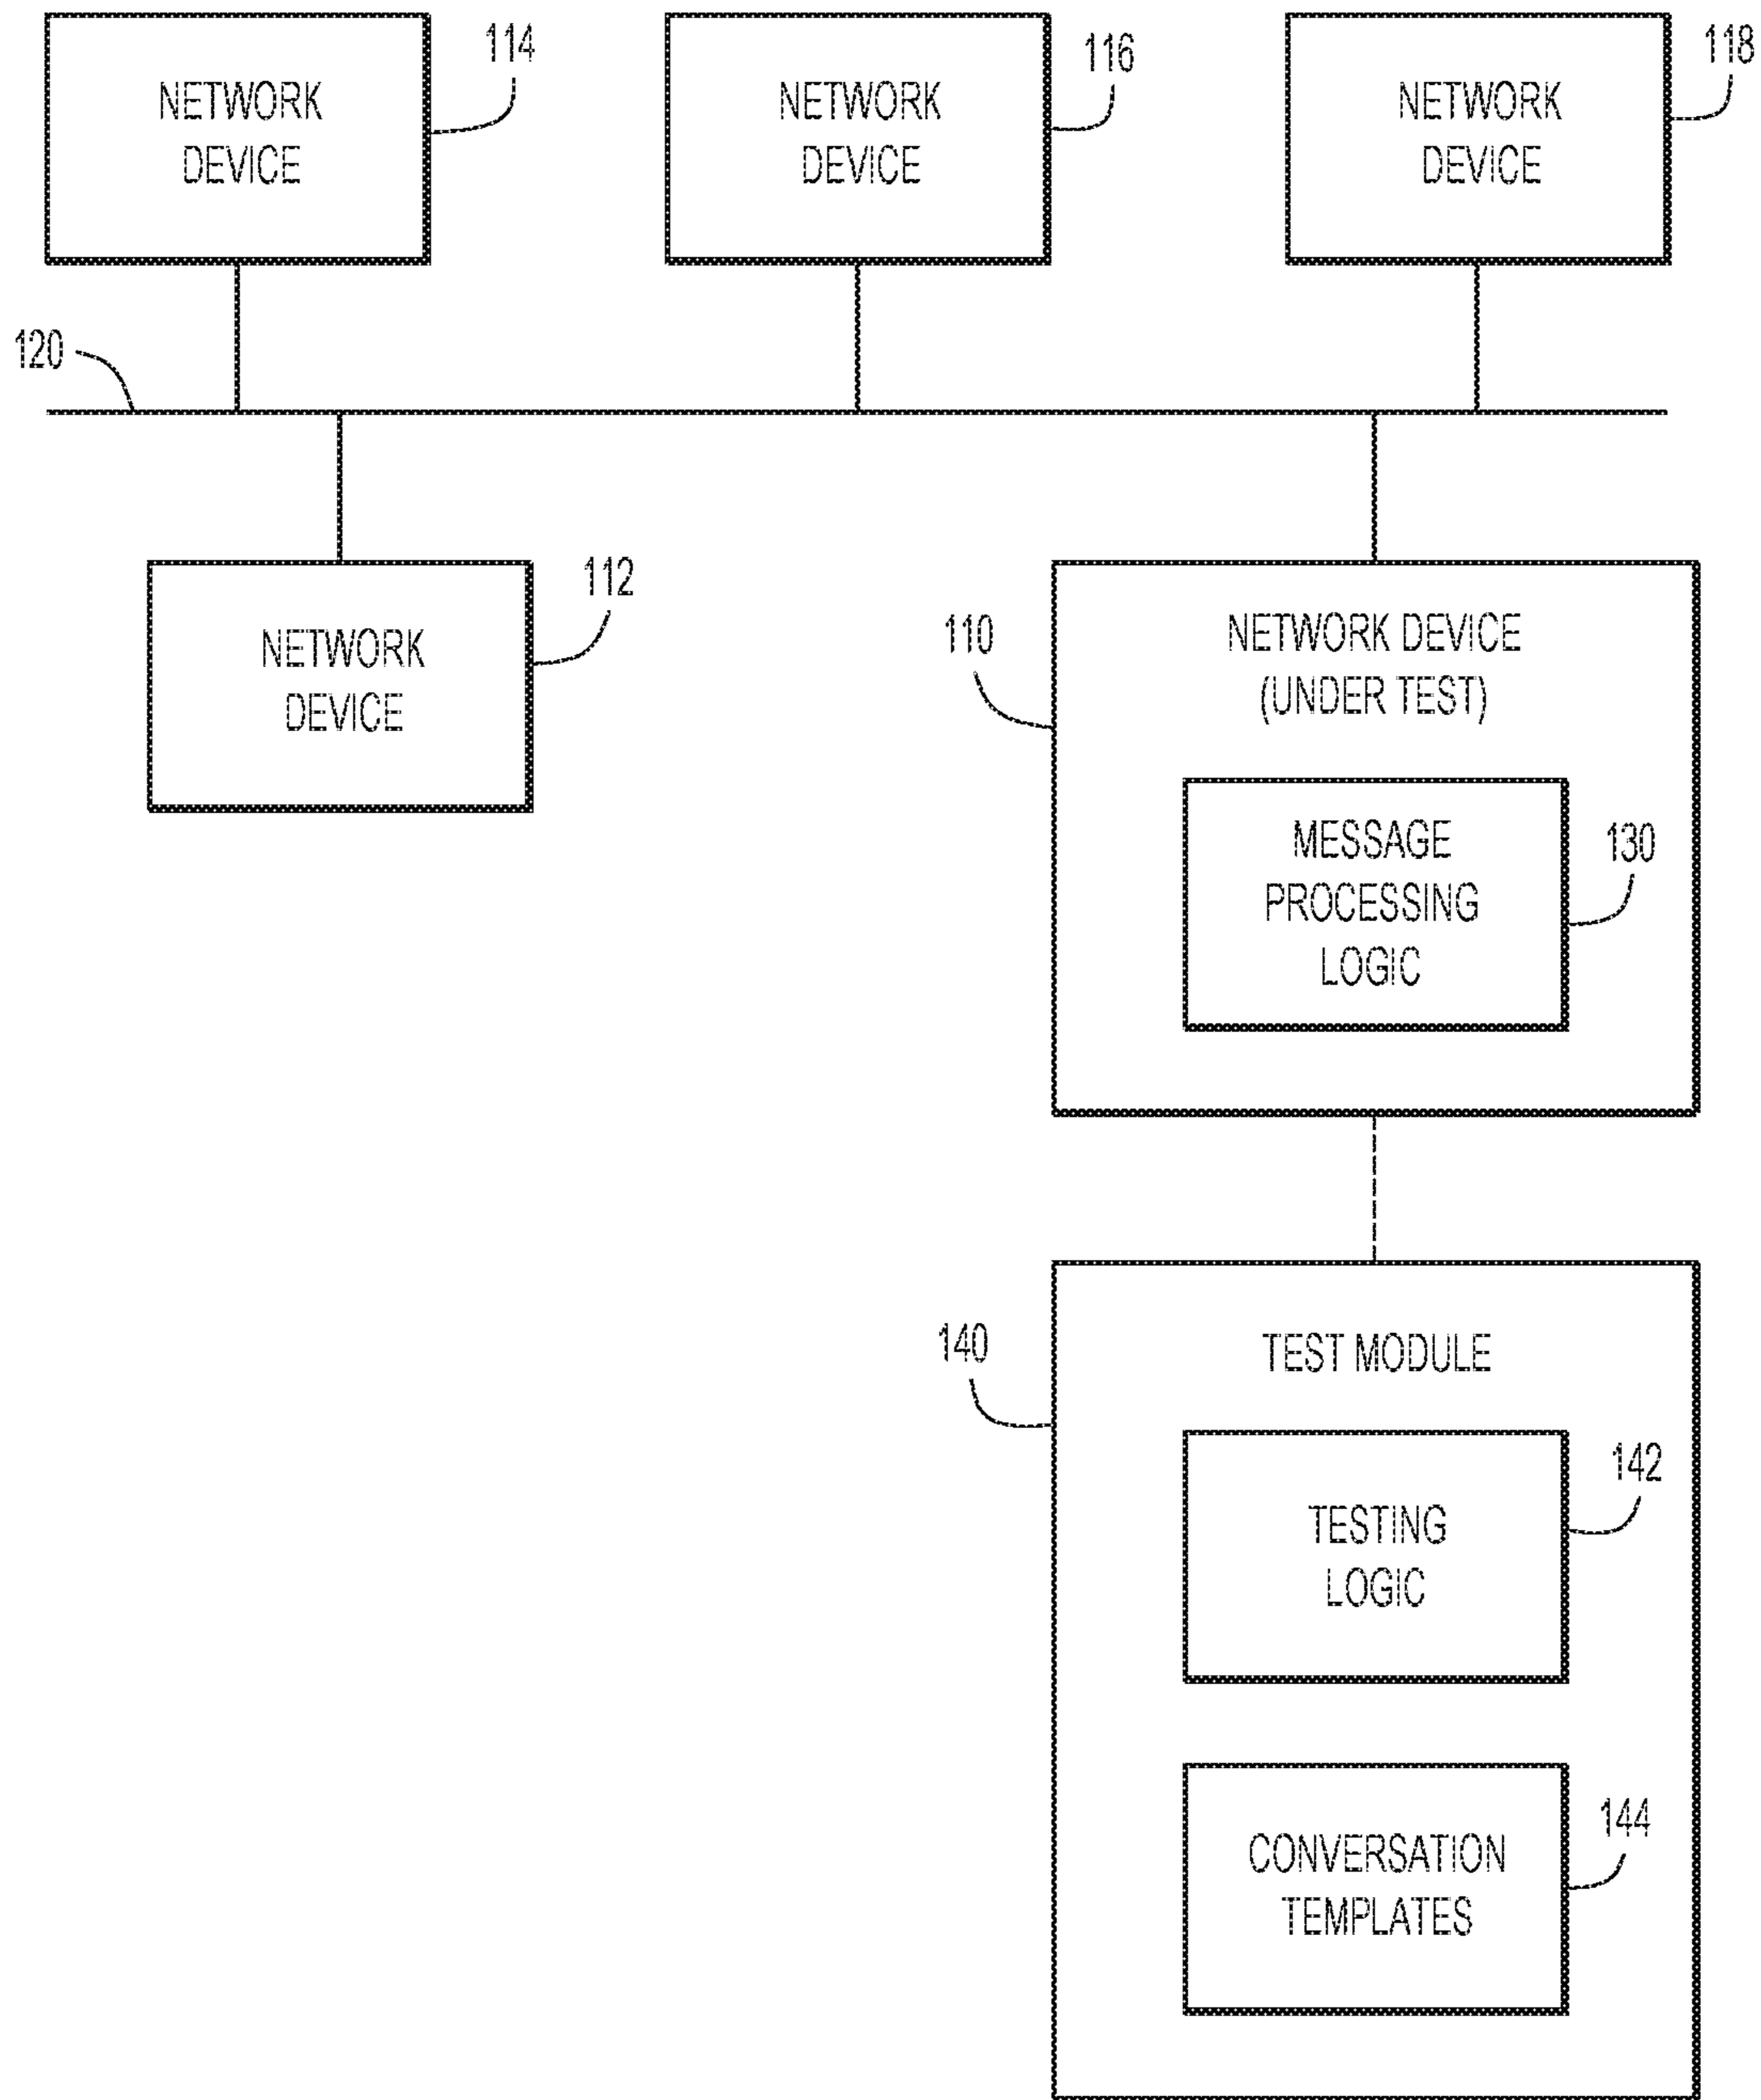 NETWORK
DEVICE
114
NETWORK
DEVICE
116
NETWORK
DEVICE
118
120
NETWORK
DEVICE
112
110
NETWORK DEVICE
(UNDER TEST)
MESSAGE
PROCESSING
LOGIC
130
140
TEST MODULE
TESTING
LOGIC
142
CONVERSATION
TEMPLATES
144